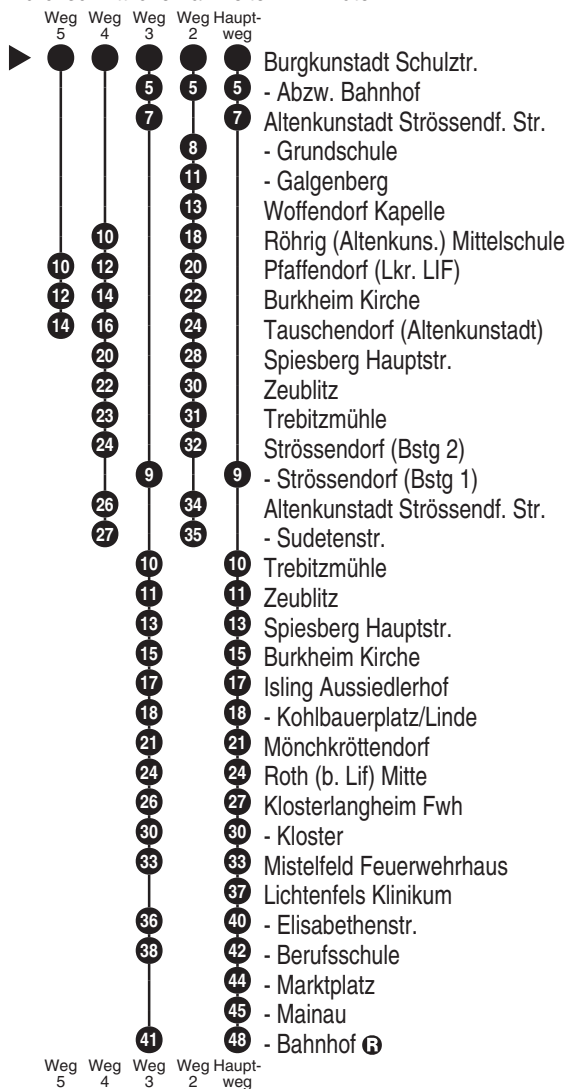 Weg Weg Weg Weg Haupt-
5 4 3 2 weg
Burgkunstadt Schulztr.
5 5 5 - Abzw. Bahnhof
7 7 Altenkunstadt Strössendf. Str.
8 - Grundschule
11 - Galgenberg
13 Woffendorf Kapelle
10 18 Röhrig (Altenkuns.) Mittelschule
10 12 20 Pfaffendorf (Lkr. LIF)
12 14 22 Burkheim Kirche
14 16 24 Tauschendorf (Altenkunstadt)
20 28 Spiesberg Hauptstr.
22 30 Zeublitz
23 31 Trebitzmühle
24 32 Strössendorf (Bstg 2)
9 9 - Strössendorf (Bstg 1)
26 34 Altenkunstadt Strössendf. Str.
27 35 - Sudetenstr.
10 10 Trebitzmühle
11 11 Zeublitz
13 13 Spiesberg Hauptstr.
15 15 Burkheim Kirche
17 17 Isling Aussiedlerhof
18 18 - Kohlbauerplatz/Linde
21 21 Mönchkröttendorf
24 24 Roth (b. Lif) Mitte
26 27 Klosterlangheim Fwh
30 30 - Kloster
33 33 Mistelfeld Feuerwehrhaus
37 Lichtenfels Klinikum
36 40 - Elisabethenstr.
38 42 - Berufsschule
44 - Marktplatz
45 - Mainau
41 48 - Bahnhof R
Weg Weg Weg Weg Haupt-
5 4 3 2 weg